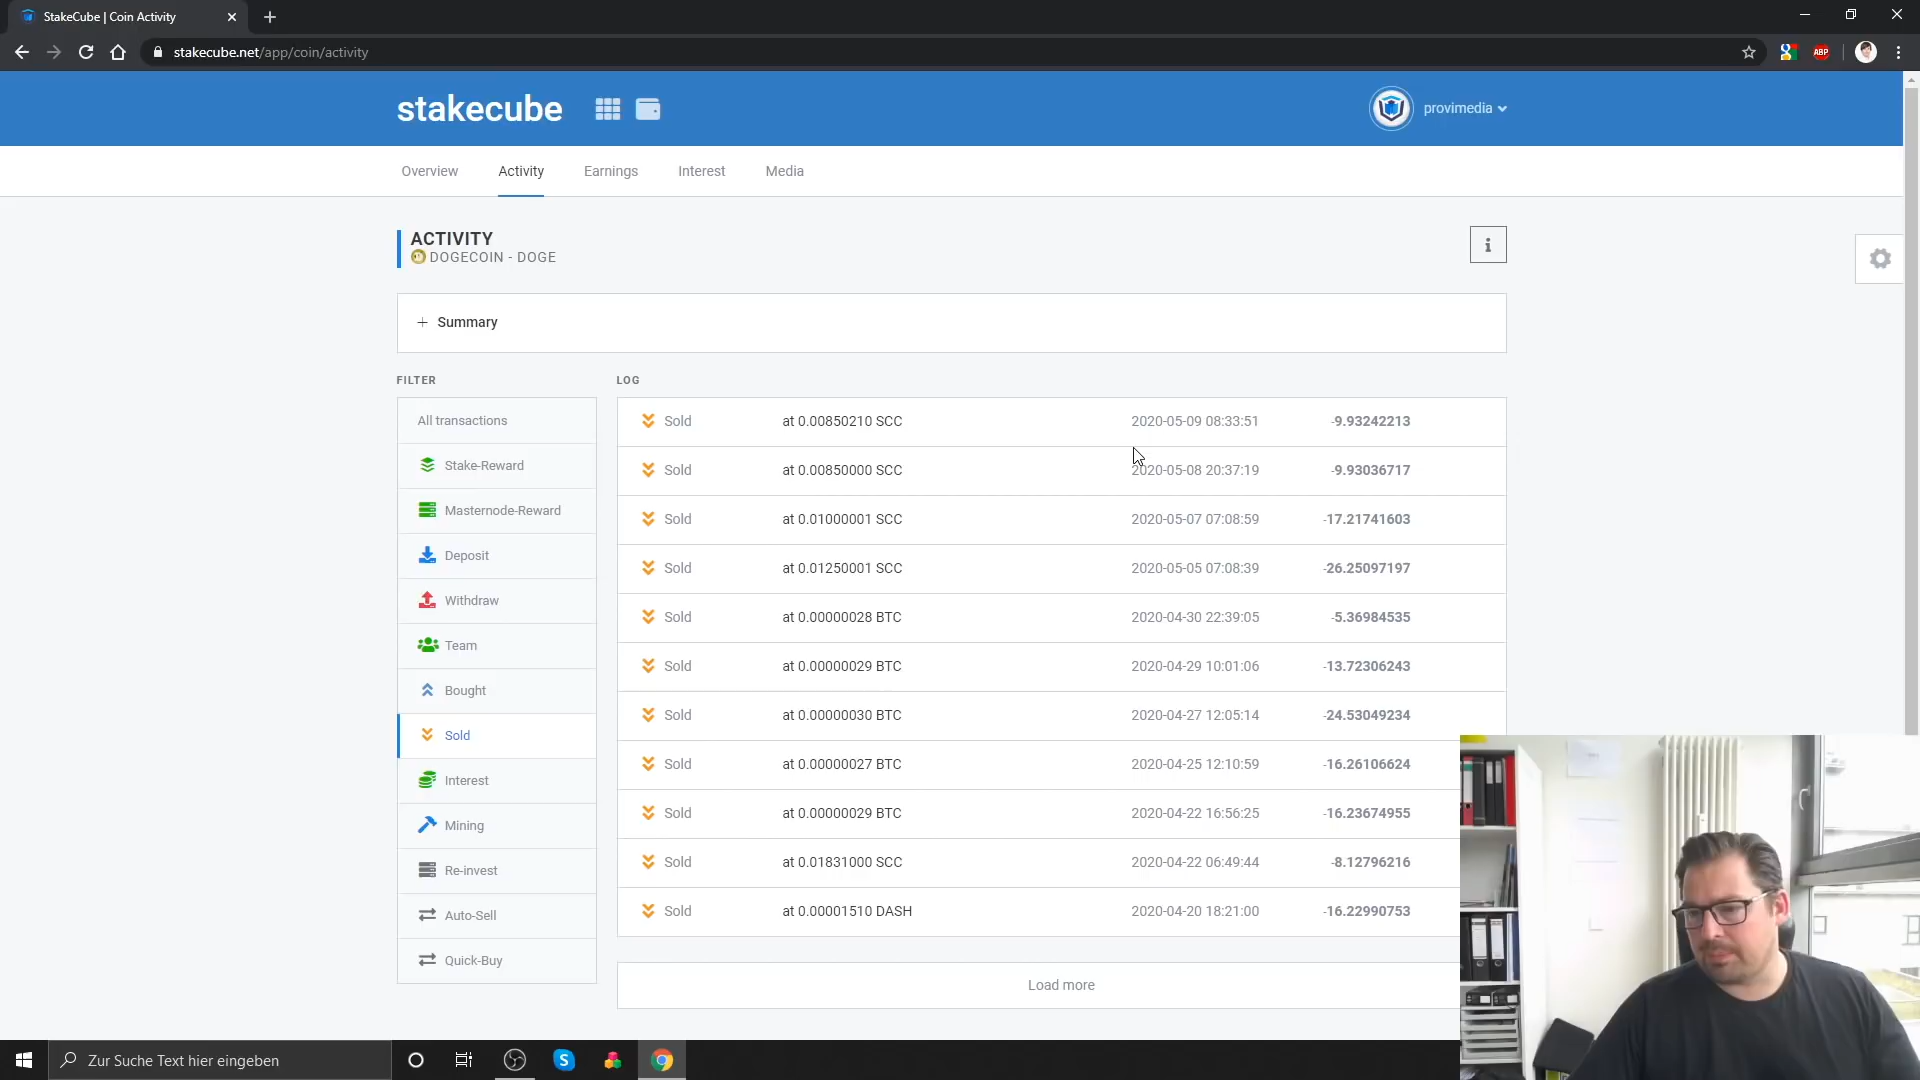 StakeCube | Coin Activity
stakecube.net/app/coin/activity
ABP
stakecube
provimedia
Overview Activity Earnings Interest Media
ACTIVITY
DOGECOIN - DOGE
i
+ Summary
FILTER
LOG
All transactions
Stake-Reward
Masternode-Reward
Deposit
Withdraw
Team
Bought
Sold
Interest
Mining
Re-invest
Auto-Sell
Quick-Buy
Sold at 0.00850210 SCC 2020-05-09 08:33:51 -9.93242213
Sold at 0.00850000 SCC 2020-05-08 20:37:19 -9.93036717
Sold at 0.01000001 SCC 2020-05-07 07:08:59 -17.21741603
Sold at 0.01250001 SCC 2020-05-05 07:08:39 -26.25097197
Sold at 0.00000028 BTC 2020-04-30 22:39:05 -5.36984535
Sold at 0.00000029 BTC 2020-04-29 10:01:06 -13.72306243
Sold at 0.00000030 BTC 2020-04-27 12:05:14 -24.53049234
Sold at 0.00000027 BTC 2020-04-25 12:10:59 -16.26106624
Sold at 0.00000029 BTC 2020-04-22 16:56:25 -16.23674955
Sold at 0.01831000 SCC 2020-04-22 06:49:44 -8.12796216
Sold at 0.00001510 DASH 2020-04-20 18:21:00 -16.22990753
Load more
Zur Suche Text hier eingeben